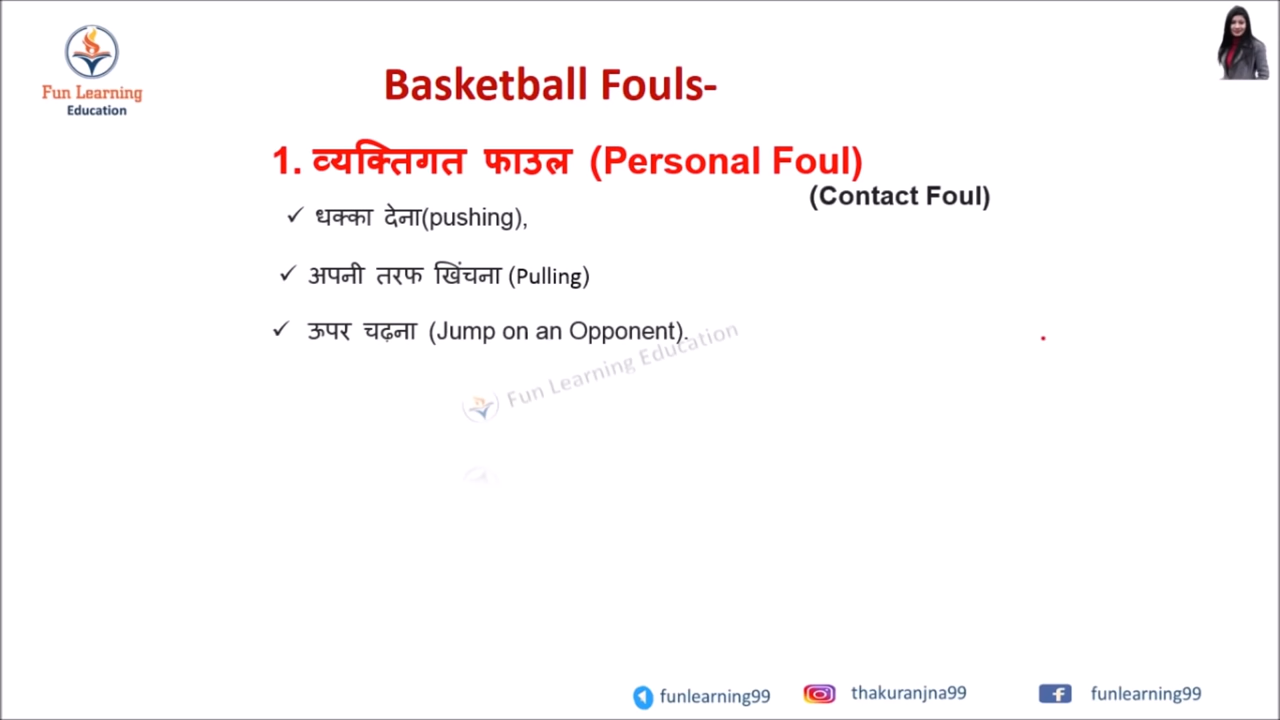 Fun Learning
Education
Basketball Fouls-
1. व्यक्तिगत फाउल (Personal Foul)
(Contact Foul)
✓ धक्का देना(pushing),
✓ अपनी तरफ खिंचना (Pulling)
✓ ऊपर चढ़ना (Jump on an Opponent).
Fun Learning Education
funlearning99
thakuranjna99
funlearning99